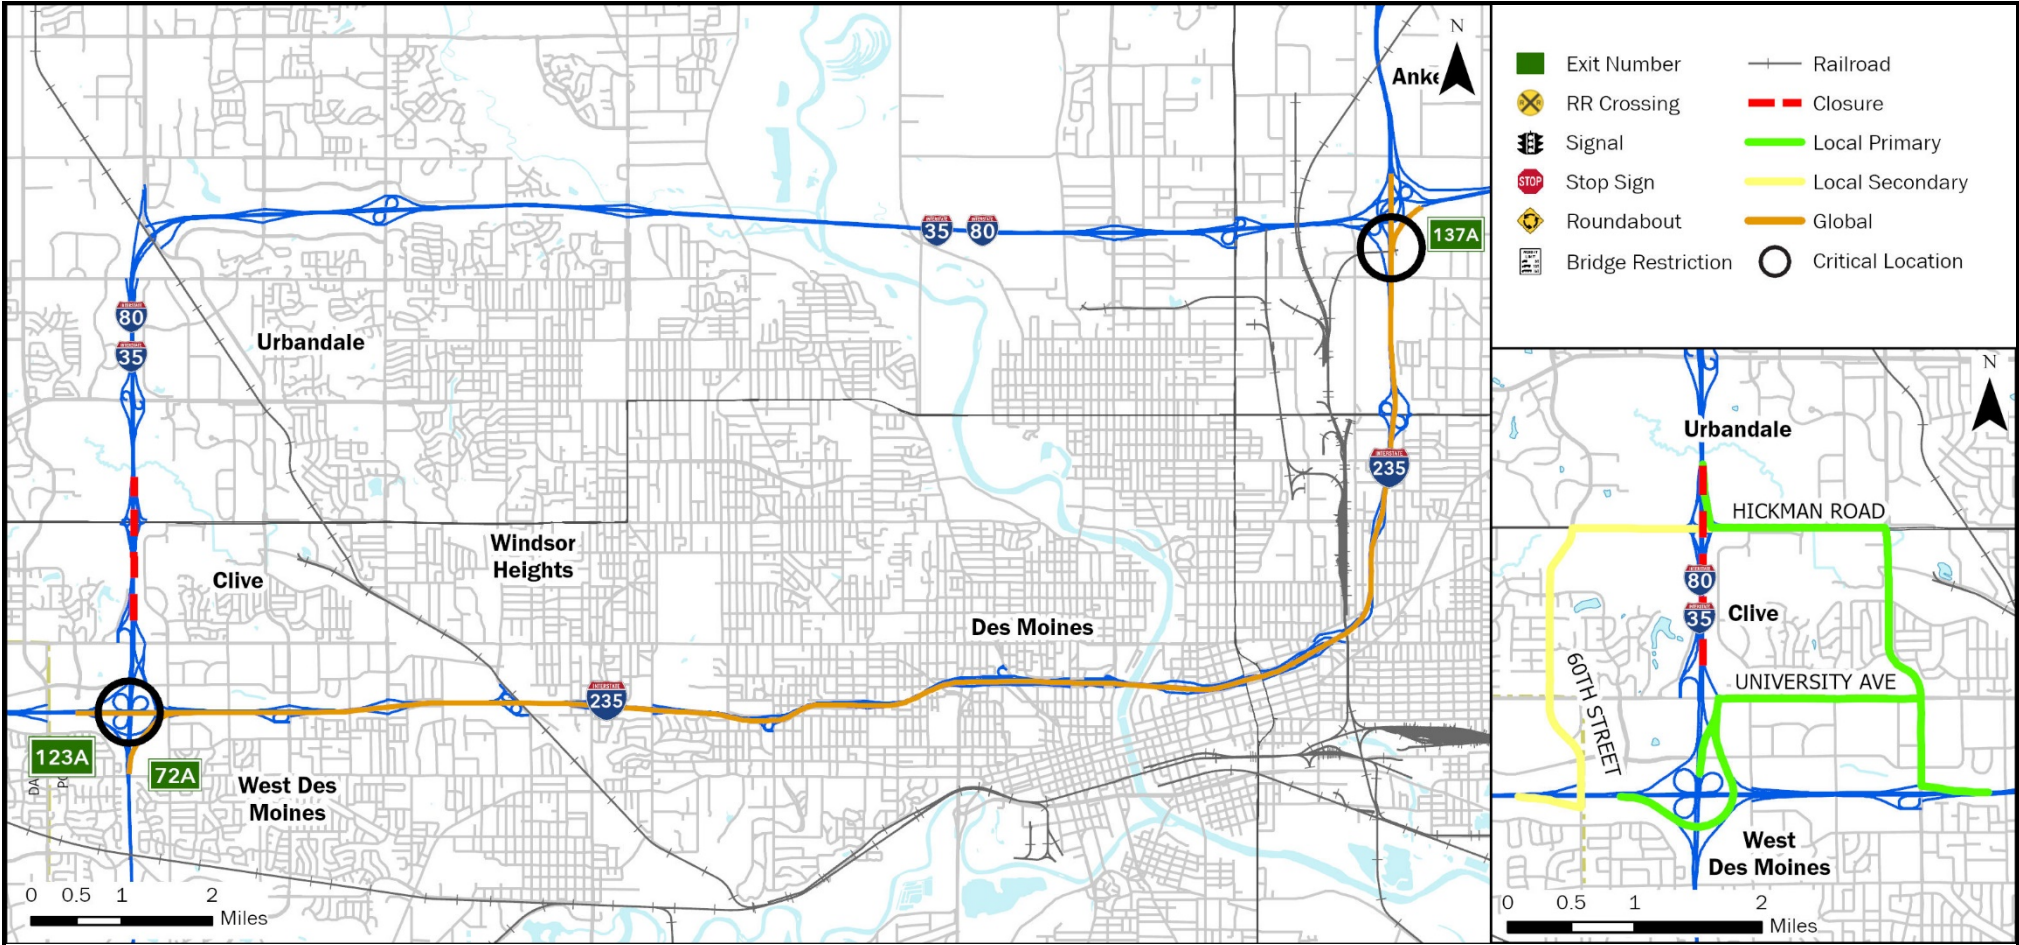 N
Anke
35
80
137A
80
35
Urbandale
235
Windsor
Heights
Clive
Des Moines
235
123A
72A
West Des
Moines
0 0.5 1 2
Miles
Exit Number
RR Crossing
Signal
STOP
Stop Sign
Roundabout
Bridge Restriction
Railroad
Closure
Local Primary
Local Secondary
Global
Critical Location
N
Urbandale
HICKMAN ROAD
80
35
Clive
60TH STREET
UNIVERSITY AVE
West
Des Moines
0 0.5 1 2
Miles